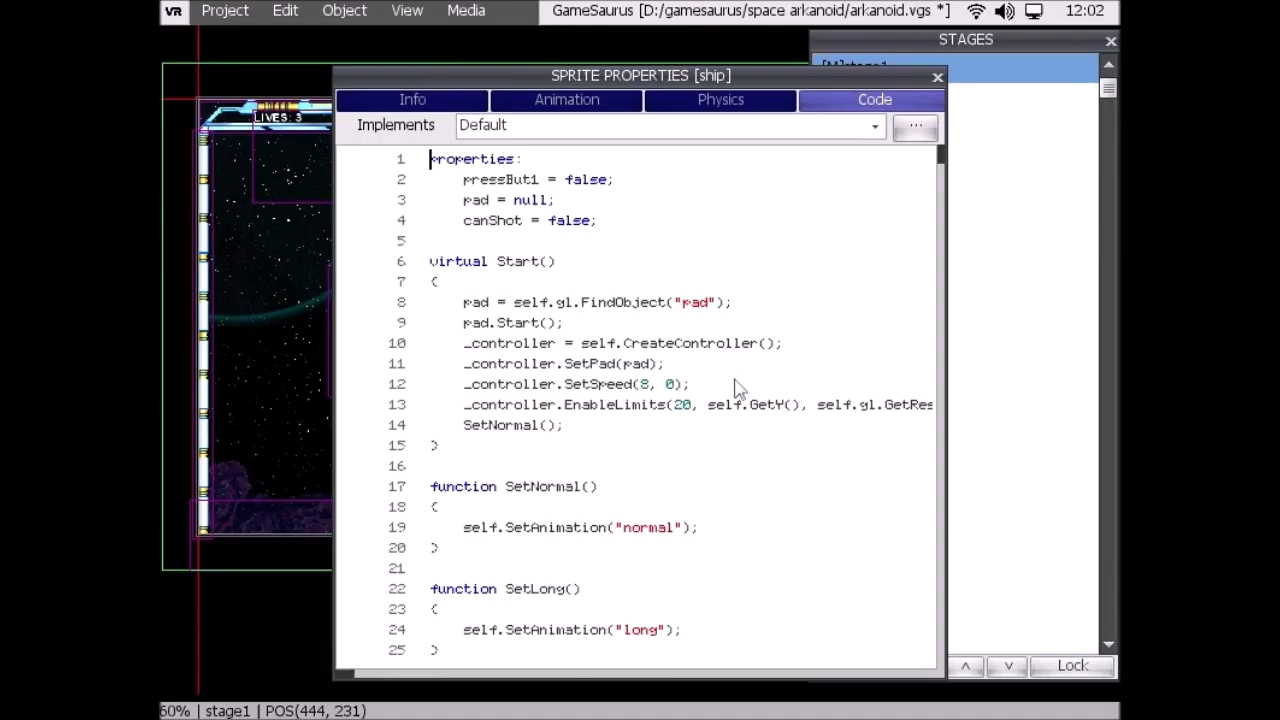 VR Project Edit Object View Media GameSaurus [D:/gamesaurus/space arkanoid/arkanoid.vgs *] 12:02
STAGES
[M]stage1
SPRITE PROPERTIES [ship]
Info Animation Physics Code
LIVES: 3
Implements Default ...
1 properties:
2 pressBut1 = false;
3 pad = null;
4 canShot = false;
5
6 virtual Start()
7 {
8 pad = self.gl.FindObject("pad");
9 pad.Start();
10 _controller = self.CreateController();
11 _controller.SetPad(pad);
12 _controller.SetSpeed(8, 0);
13 _controller.EnableLimits(20, self.GetY(), self.gl.GetRes
14 SetNormal();
15 }
16
17 function SetNormal()
18 {
19 self.SetAnimation("normal");
20 }
21
22 function SetLong()
23 {
24 self.SetAnimation("long");
25 }
Lock
60% | stage1 | POS(444, 231)